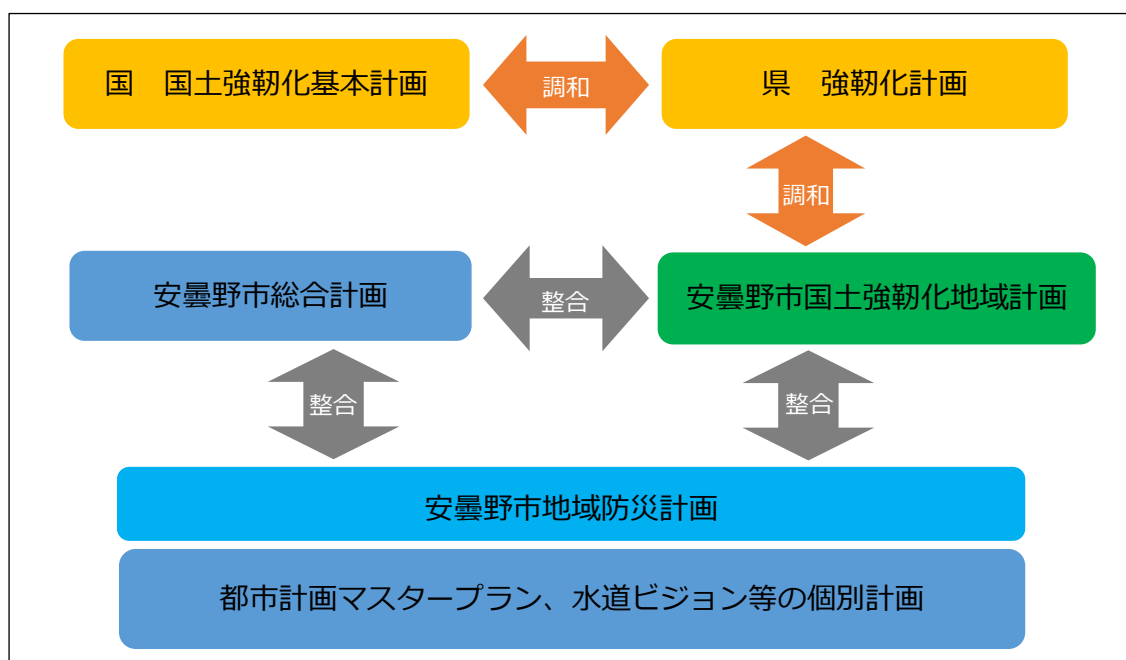 国　国土強靭化基本計画
調和
県　強靭化計画
調和
安曇野市総合計画
整合
安曇野市国土強靭化地域計画
整合
整合
安曇野市地域防災計画
都市計画マスタープラン、水道ビジョン等の個別計画